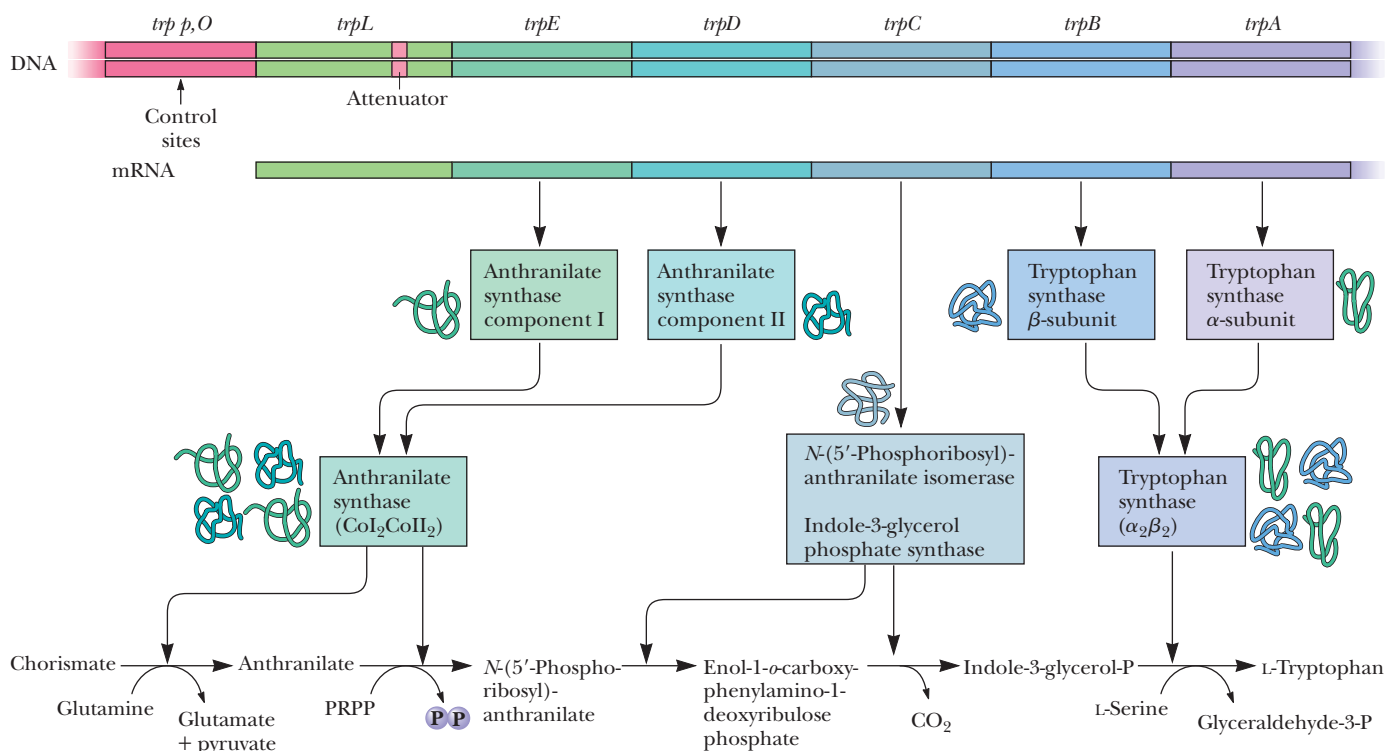 trp p,O
trpL
trpE
trpD
trpC
trpB
trpA
DNA
Attenuator
Control
sites
mRNA
Anthranilate
synthase
component I
Anthranilate
synthase
component II
Tryptophan
synthase
β-subunit
Tryptophan
synthase
α-subunit
Anthranilate
synthase
(CoI₂CoII₂)
N-(5′-Phosphoribosyl)-
anthranilate isomerase
Indole-3-glycerol
phosphate synthase
Tryptophan
synthase
(α₂β₂)
Chorismate
Glutamine
Glutamate
+ pyruvate
Anthranilate
PRPP
P P
N-(5′-Phospho-
ribosyl)-
anthranilate
Enol-1-o-carboxy-
phenylamino-1-
deoxyribulose
phosphate
CO₂
Indole-3-glycerol-P
L-Serine
Glyceraldehyde-3-P
L-Tryptophan